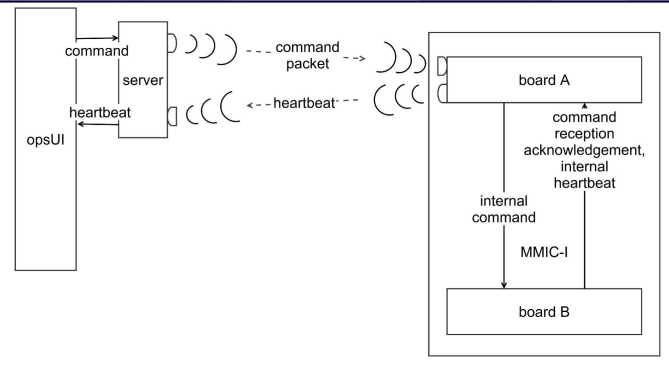 command
server
heartbeat
opsUI
command
packet
heartbeat
board A
command
reception
acknowledgement,
internal
heartbeat
internal
command
MMIC-I
board B